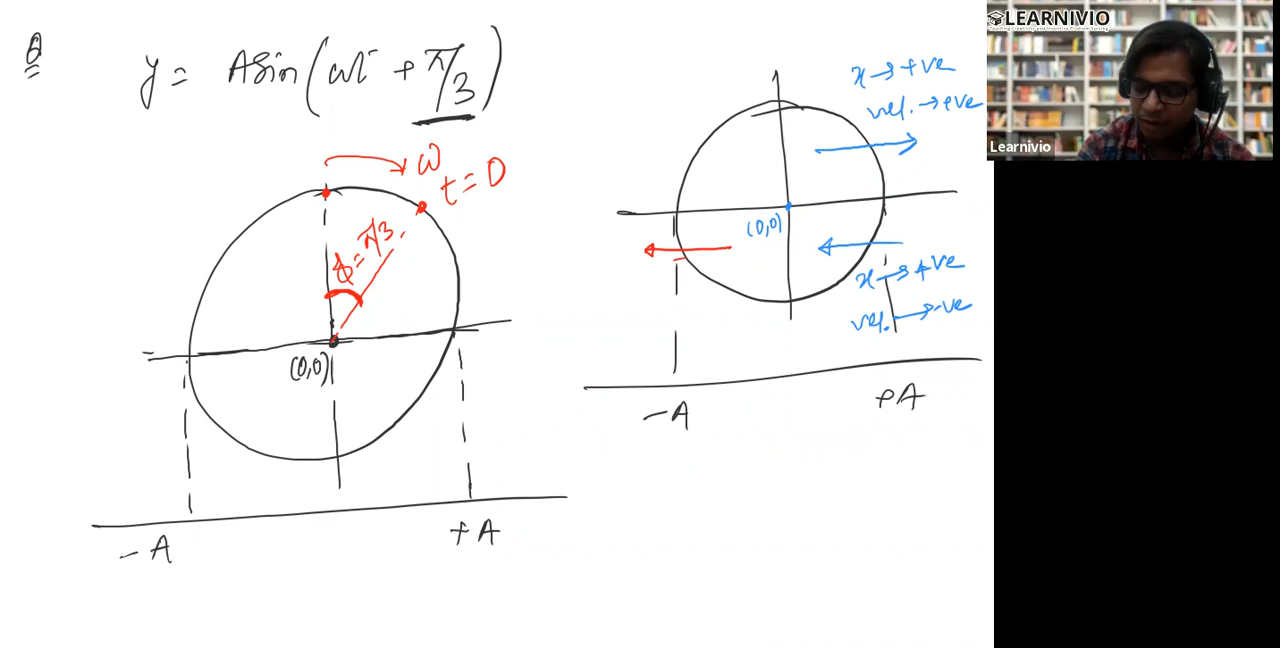 Q
y = A sin(ωt + π/3)
ω
t = 0
ϕ = π/3
(0,0)
-A
+A
x → +ve
vel. → +ve
(0,0)
x → +ve
vel. → -ve
-A
+A
LEARNIVIO
Learnivio